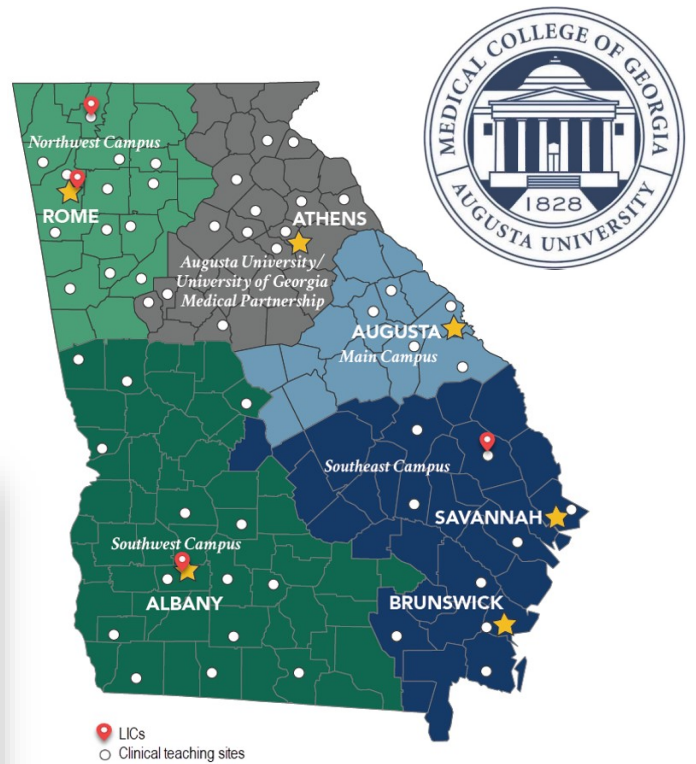 MEDICAL COLLEGE OF GEORGIA
AUGUSTA UNIVERSITY
1828
Northwest Campus
ROME
ATHENS
Augusta University/
University of Georgia
Medical Partnership
AUGUSTA
Main Campus
Southeast Campus
SAVANNAH
Southwest Campus
ALBANY
BRUNSWICK
LICs
Clinical teaching sites